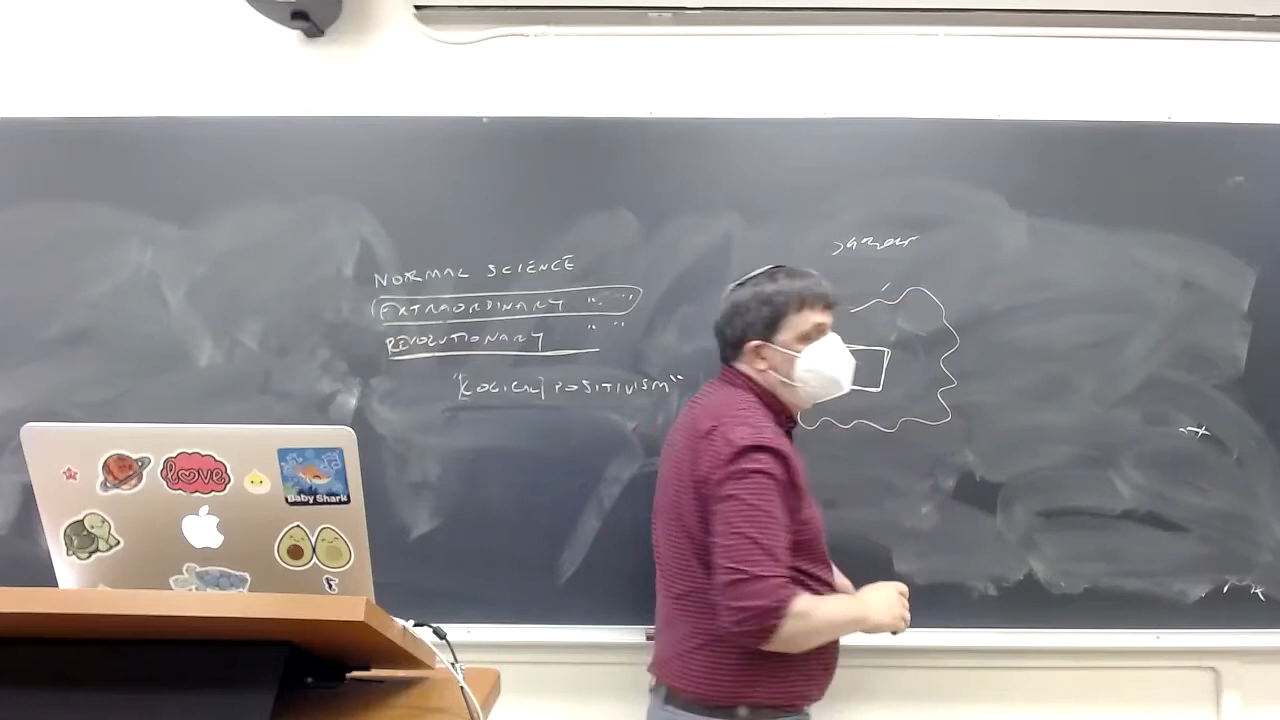 NORMAL SCIENCE
EXTRAORDINARY " "
REVOLUTIONARY " "
"[LOGICAL] POSITIVISM"
love
Baby Shark